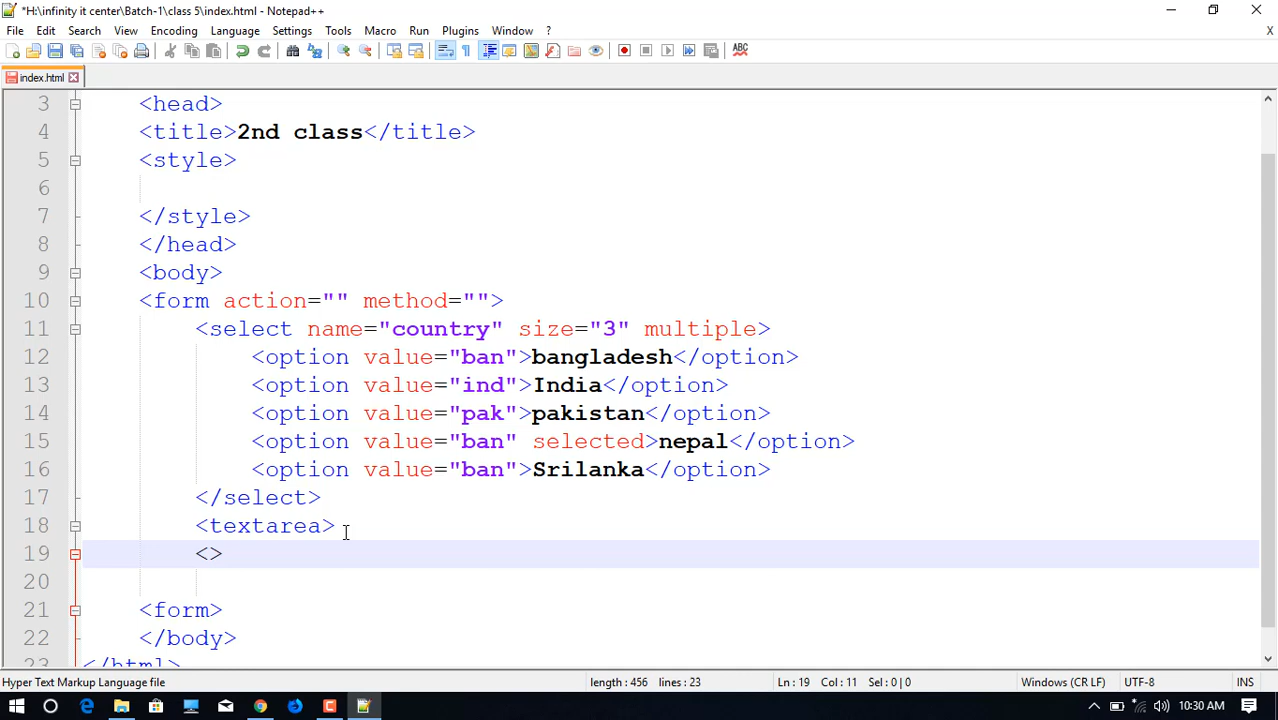 *H:\infinity it center\Batch-1\class 5\index.html - Notepad++
File Edit Search View Encoding Language Settings Tools Macro Run Plugins Window ? X
index.html
3 <head>
4 <title>2nd class</title>
5 <style>
6
7 </style>
8 </head>
9 <body>
10 <form action="" method="">
11 <select name="country" size="3" multiple>
12 <option value="ban">bangladesh</option>
13 <option value="ind">India</option>
14 <option value="pak">pakistan</option>
15 <option value="ban" selected>nepal</option>
16 <option value="ban">Srilanka</option>
17 </select>
18 <textarea>
19 <>
20
21 <form>
22 </body>
23 </html>
Hyper Text Markup Language file length : 456 lines : 23 Ln : 19 Col : 11 Sel : 0 | 0 Windows (CR LF) UTF-8 INS
10:30 AM